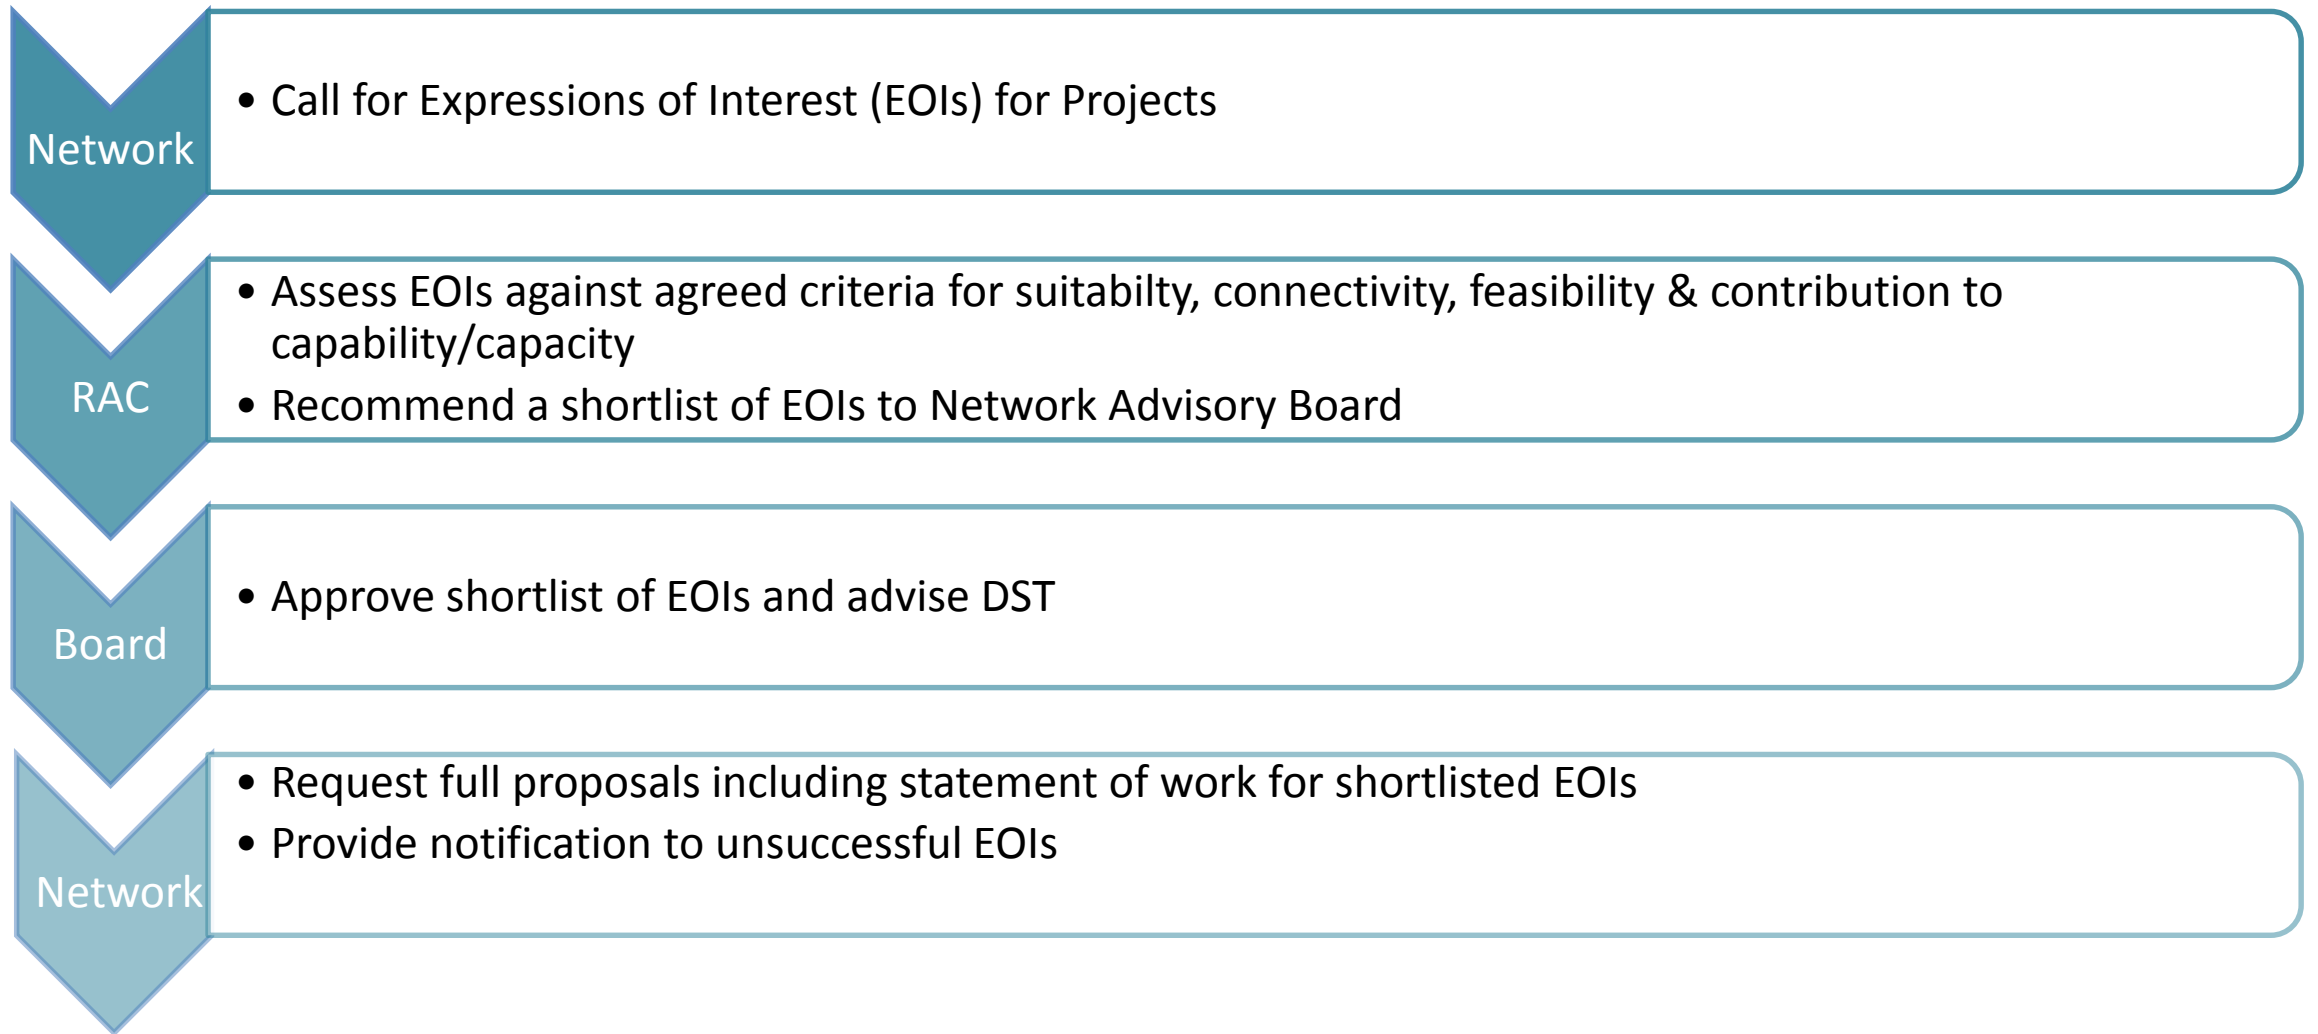 Network
• Call for Expressions of Interest (EOIs) for Projects
RAC
• Assess EOIs against agreed criteria for suitabilty, connectivity, feasibility & contribution to
capability/capacity
• Recommend a shortlist of EOIs to Network Advisory Board
Board
• Approve shortlist of EOIs and advise DST
Network
• Request full proposals including statement of work for shortlisted EOIs
• Provide notification to unsuccessful EOIs